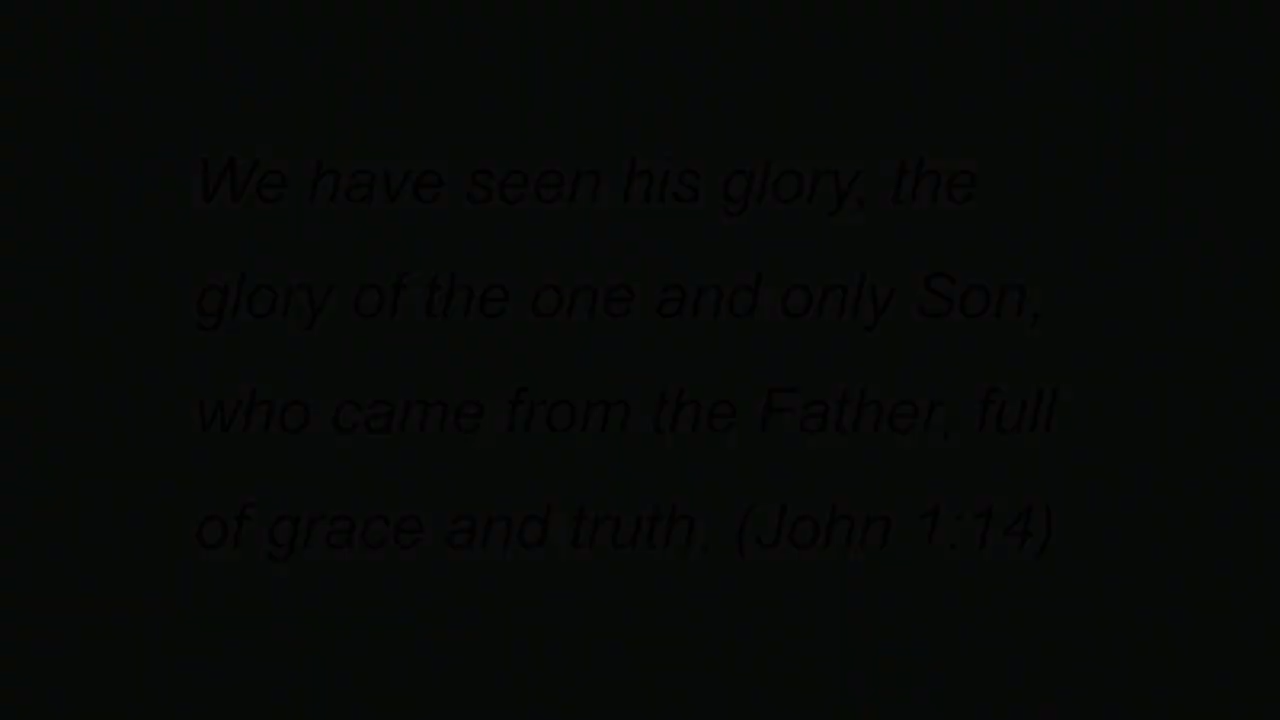 We have seen his glory, the
glory of the one and only Son,
who came from the Father, full
of grace and truth. (John 1:14)